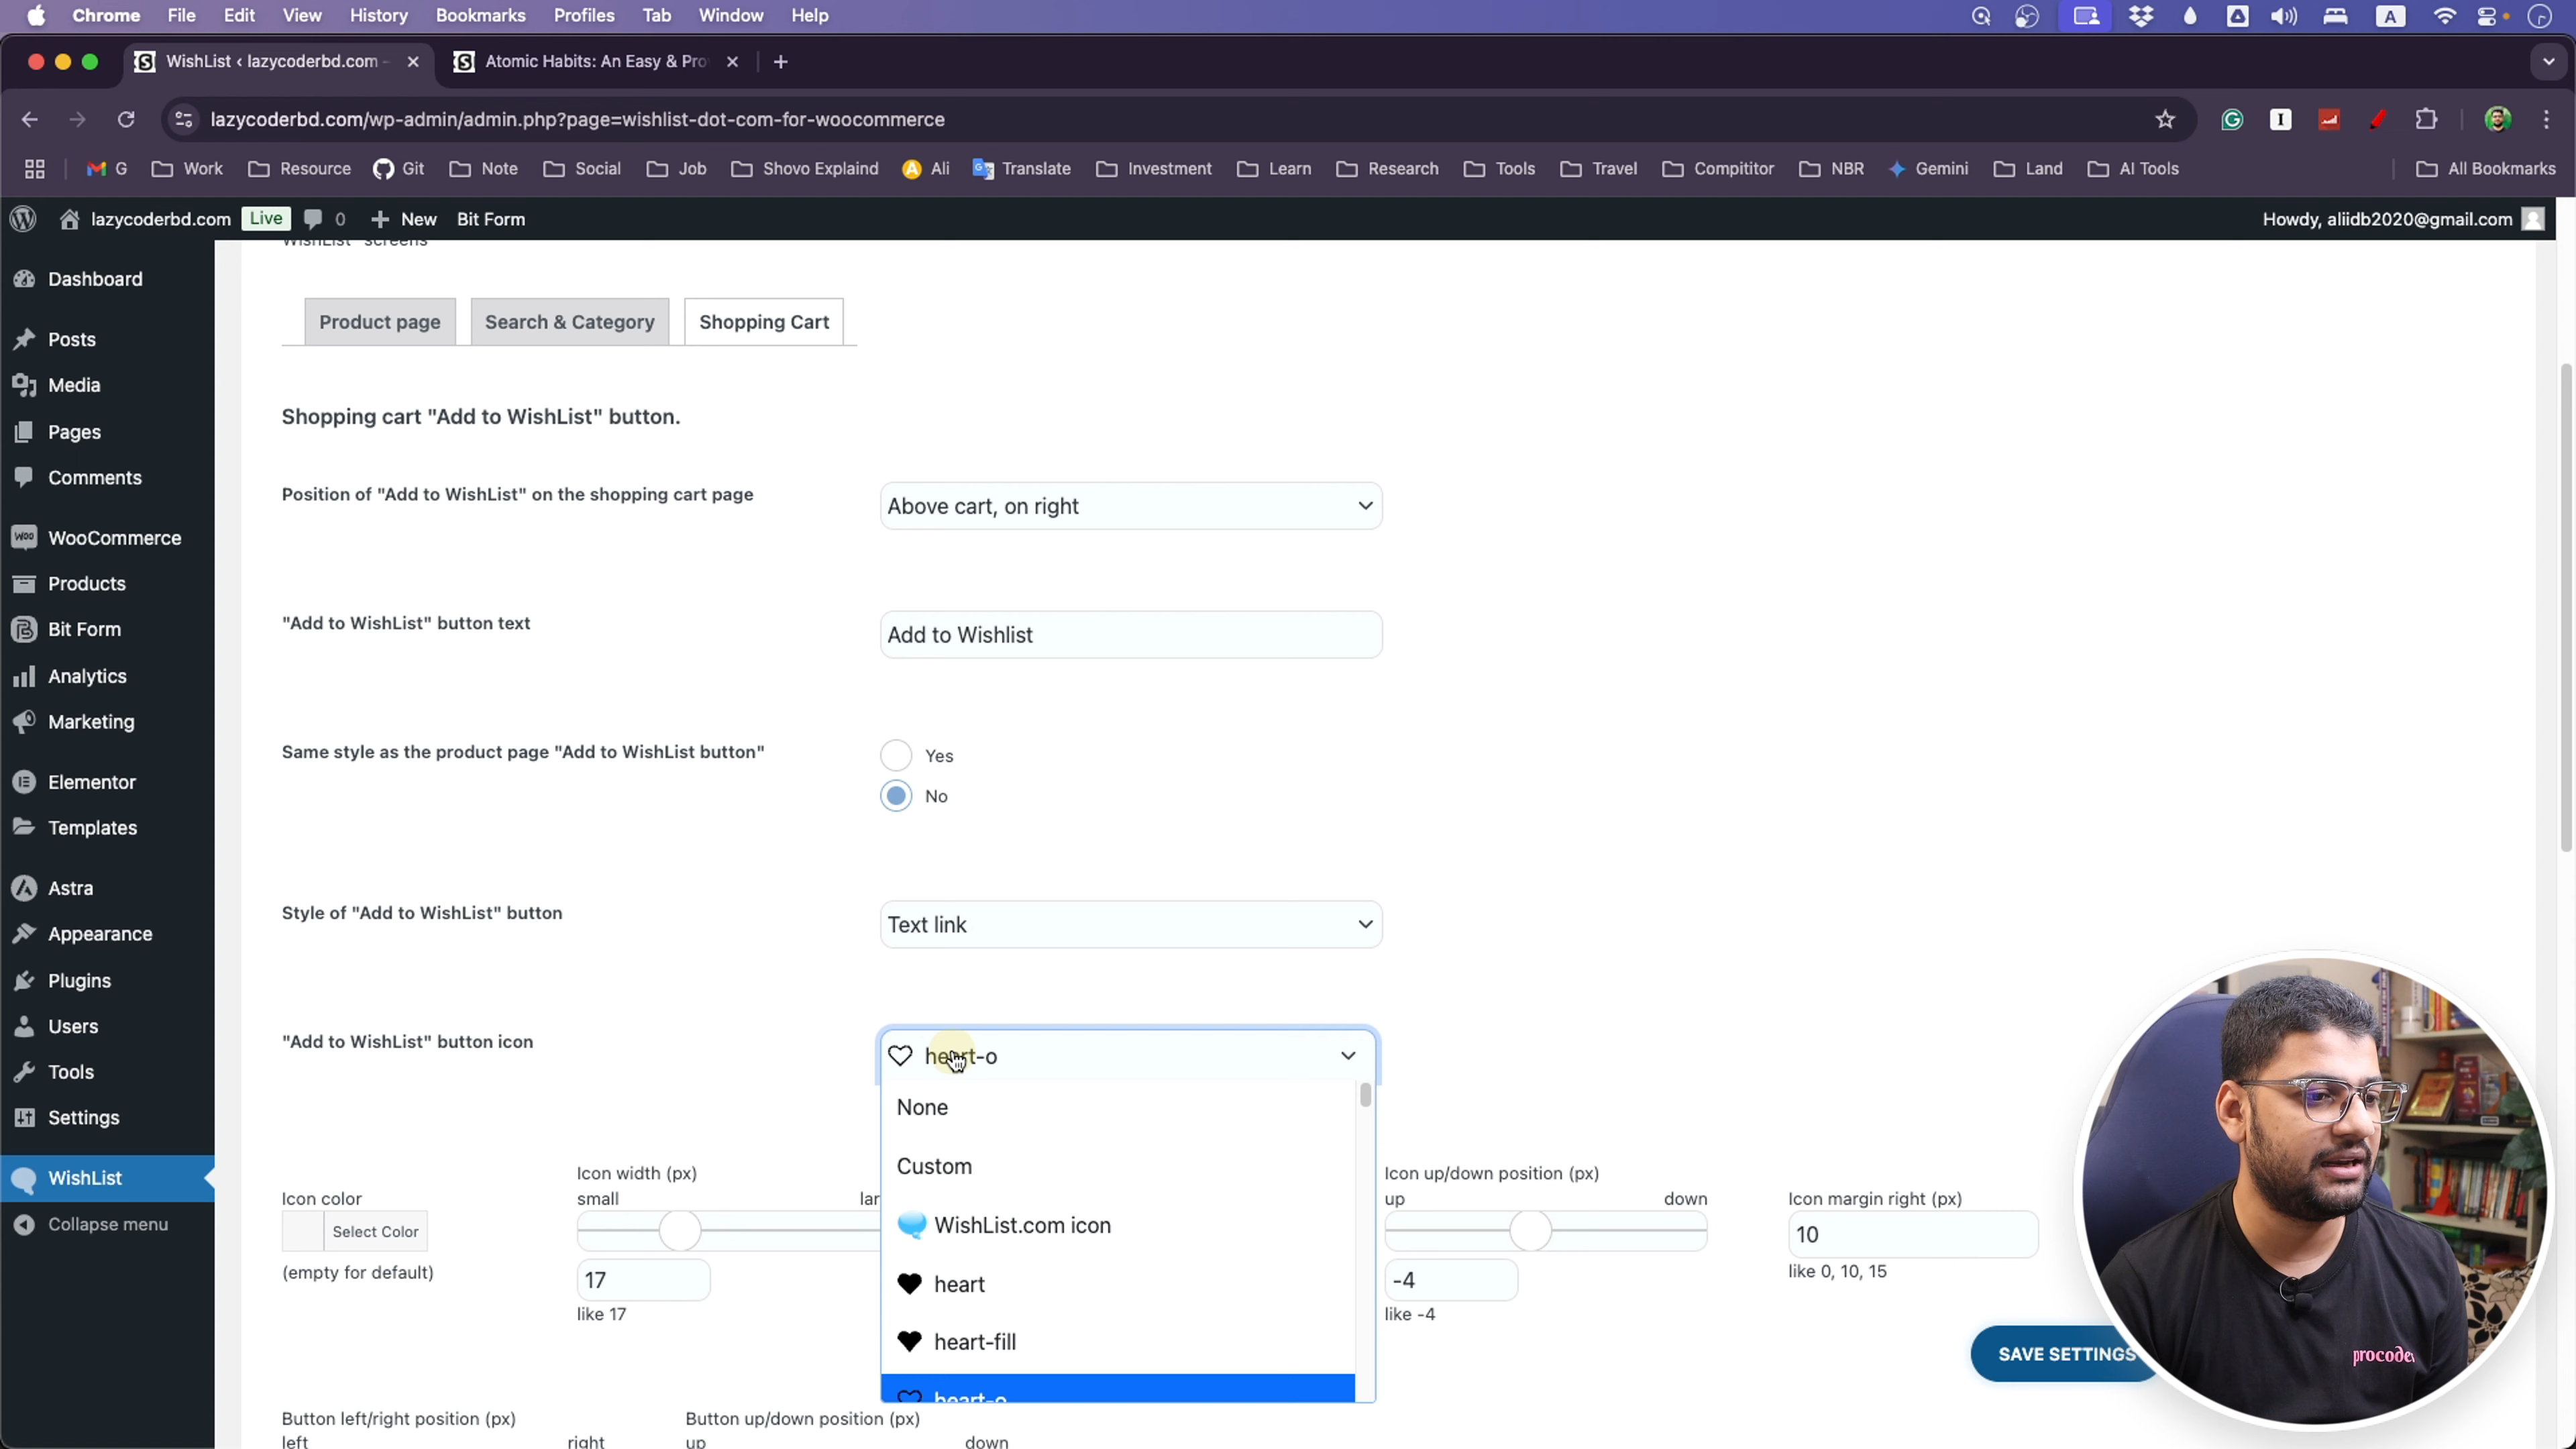 Chrome File Edit View History Bookmarks Profiles Tab Window Help
WishList ‹ lazycoderbd.com - Atomic Habits: An Easy & Pro
lazycoderbd.com/wp-admin/admin.php?page=wishlist-dot-com-for-woocommerce
G Work Resource Git Note Social Job Shovo Explaind Ali Translate Investment Learn Research Tools Travel Compititor NBR Gemini Land AI Tools All Bookmarks
lazycoderbd.com Live 0 New Bit Form Howdy, aliidb2020@gmail.com
WishList" screens
Dashboard
Posts
Media
Pages
Comments
WooCommerce
Products
Bit Form
Analytics
Marketing
Elementor
Templates
Astra
Appearance
Plugins
Users
Tools
Settings
WishList
Collapse menu
Product page Search & Category Shopping Cart
Shopping cart "Add to WishList" button.
Position of "Add to WishList" on the shopping cart page Above cart, on right
"Add to WishList" button text Add to Wishlist
Same style as the product page "Add to WishList button" Yes
No
Style of "Add to WishList" button Text link
"Add to WishList" button icon heart-o
None
Custom
WishList.com icon
heart
heart-fill
heart-o
Icon color
Select Color
(empty for default)
Icon width (px)
small
17
like 17
Icon up/down position (px)
up down
-4
like -4
Icon margin right (px)
10
like 0, 10, 15
SAVE SETTINGS
Button left/right position (px) Button up/down position (px)
left right up down